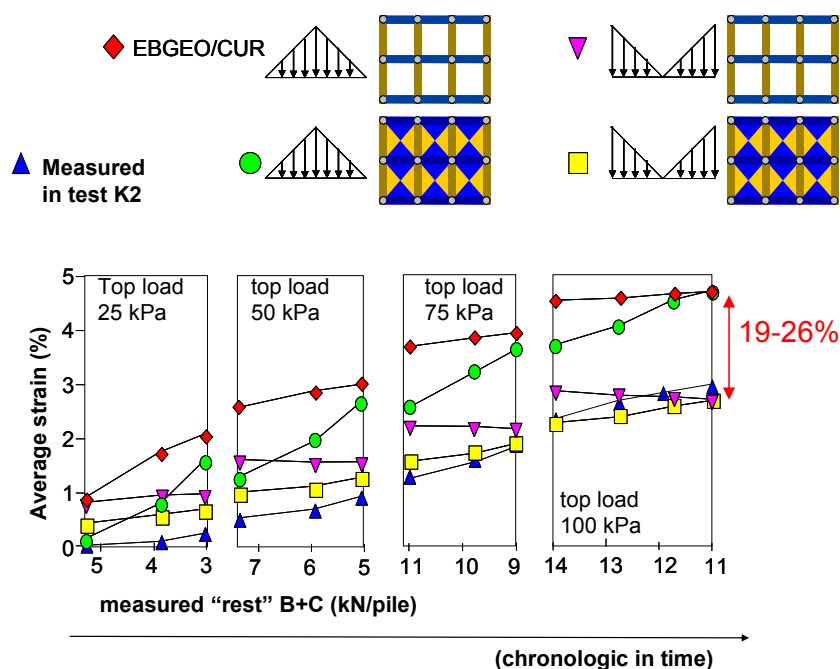 EBGEO/CUR
Measured
in test K2
Top load
25 kPa
top load
50 kPa
top load
75 kPa
top load
100 kPa
19-26%
Average strain (%)
5
4
3
2
1
0
5 4 3
7 6 5
11 10 9
14 13 12 11
measured “rest” B+C (kN/pile)
(chronologic in time)